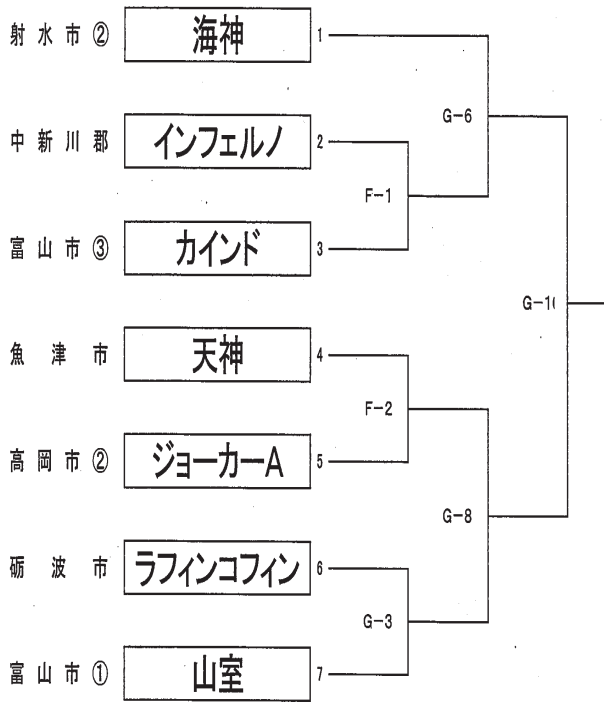 射水市② 海神 1
G-6
中新川郡 インフェルノ 2
F-1
富山市③ カインド 3
G-1
魚津市 天神 4
F-2
高岡市② ジョーカーA 5
G-8
砺波市 ラフィンコフィン 6
G-3
富山市① 山室 7